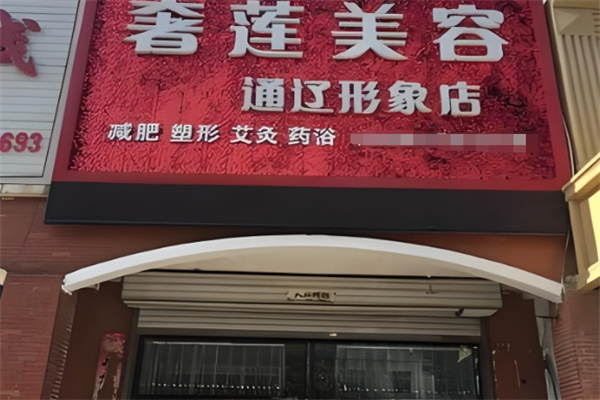 奢莲美容
通辽形象店
减肥 塑形 艾灸 药浴
693